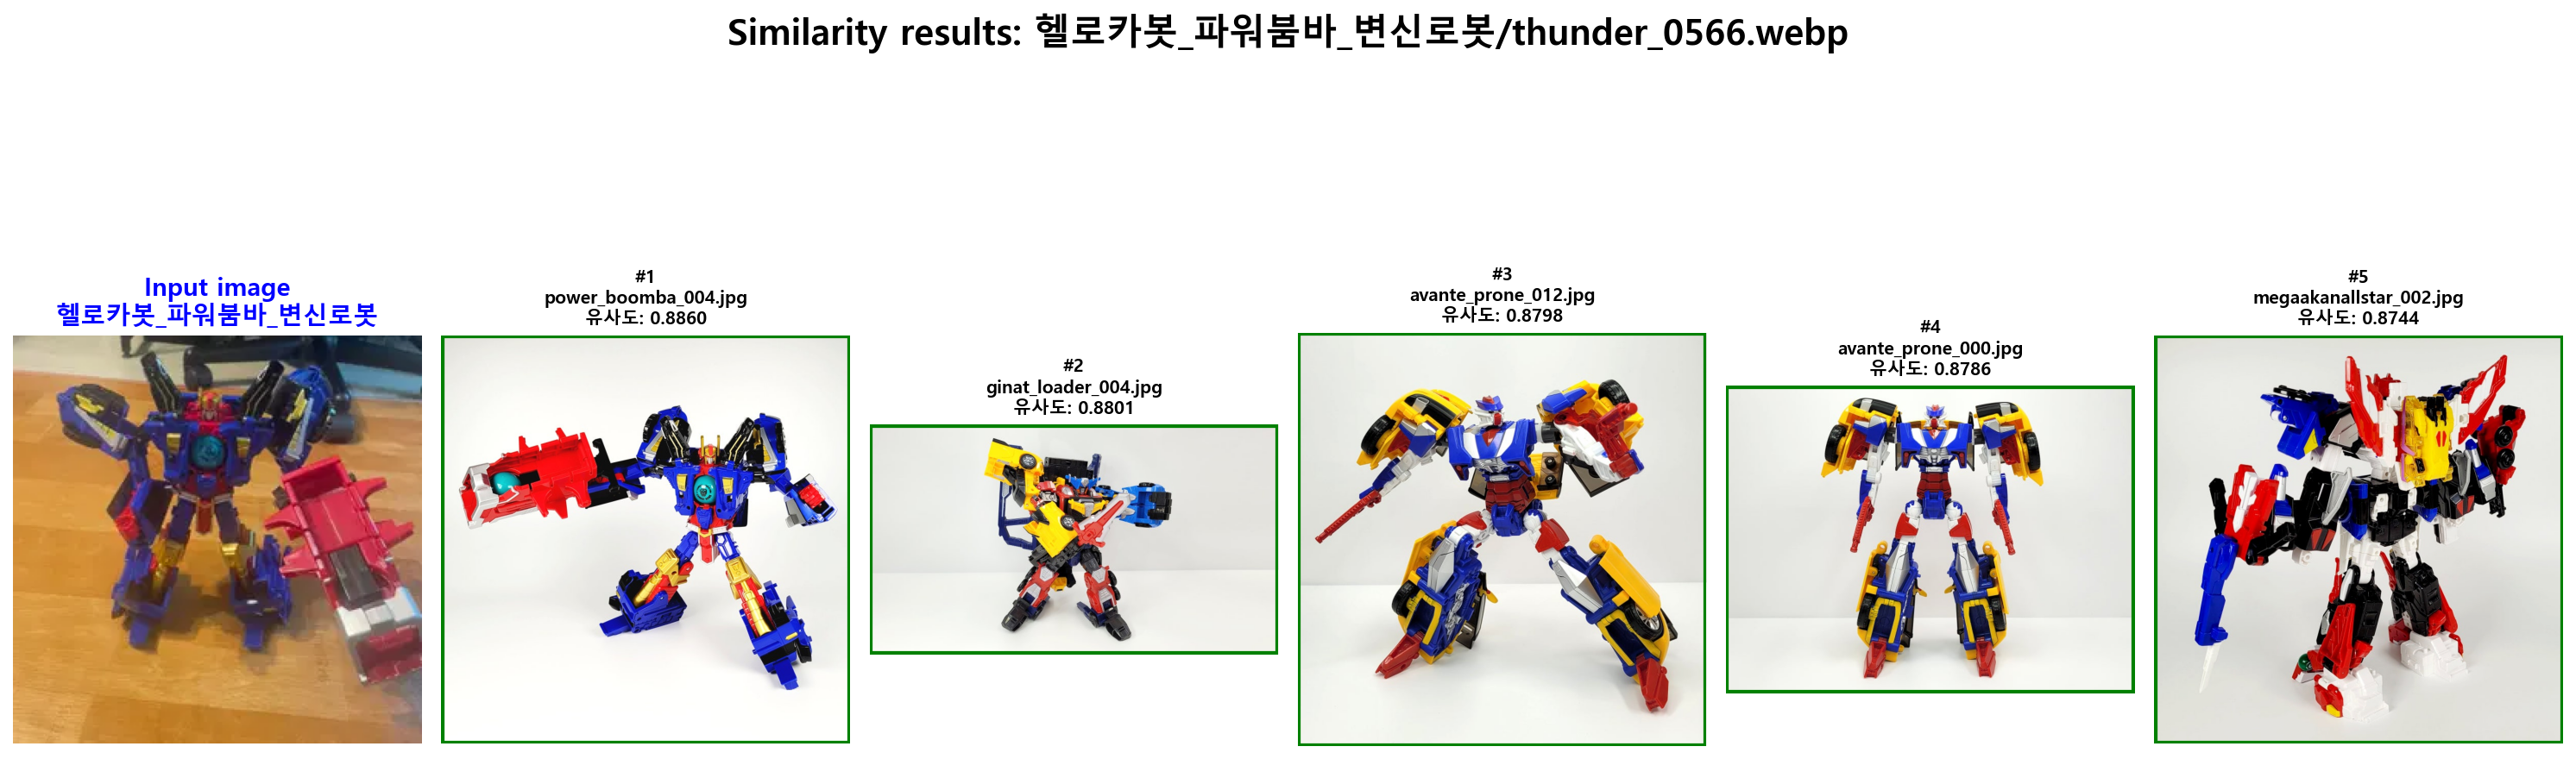 Similarity results: 헬로카봇_파워붐바_변신로봇/thunder_0566.webp
Input image
헬로카봇_파워붐바_변신로봇
#1
power_boomba_004.jpg
유사도: 0.8860
#2
ginat_loader_004.jpg
유사도: 0.8801
#3
avante_prone_012.jpg
유사도: 0.8798
#4
avante_prone_000.jpg
유사도: 0.8786
#5
megaakanallstar_002.jpg
유사도: 0.8744